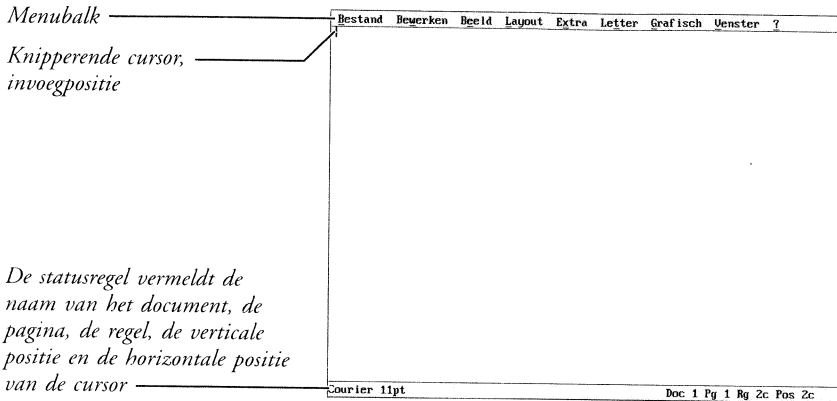 Menubalk
Bestand Bewerken Beeld Layout Extra Letter Grafisch Venster ?
Knipperende cursor,
invoegpositie
De statusregel vermeldt de
naam van het document, de
pagina, de regel, de verticale
positie en de horizontale positie
van de cursor
Courier 11pt Doc 1 Pg 1 Rg 2c Pos 2c